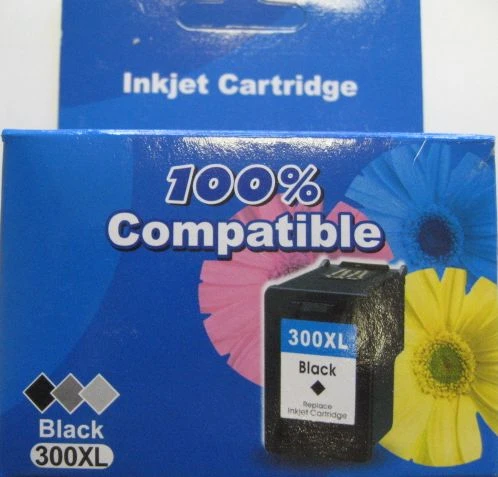 Inkjet Cartridge
100%
Compatible
300XL
Black
Replace
Inkjet Cartridge
Black
300XL